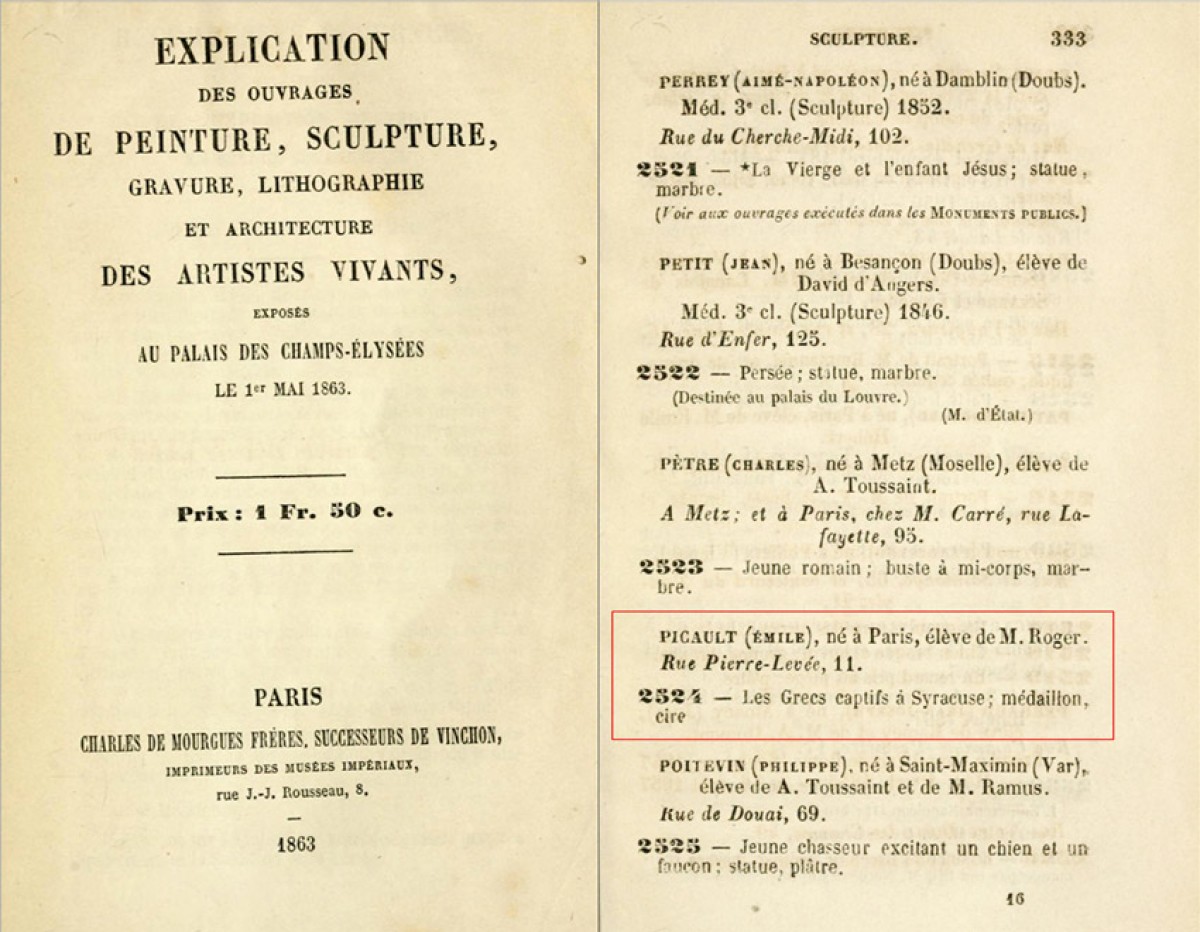 EXPLICATION
DES OUVRAGES
DE PEINTURE, SCULPTURE,
GRAVURE, LITHOGRAPHIE
ET ARCHITECTURE
DES ARTISTES VIVANTS,
EXPOSÉS
AU PALAIS DES CHAMPS-ÉLYSÉES
LE 1er MAI 1863.
Prix : 1 Fr. 50 c.
PARIS
CHARLES DE MOURGUES FRÈRES, SUCCESSEURS DE VINCHON,
IMPRIMEURS DES MUSÉES IMPÉRIAUX,
rue J.-J. Rousseau, 8.
—
1863
SCULPTURE. 333
PERREY (AIMÉ-NAPOLÉON), né à Damblin (Doubs).
Méd. 3e cl. (Sculpture) 1852.
Rue du Cherche-Midi, 102.
2521 — *La Vierge et l'enfant Jésus ; statue,
marbre.
(Voir aux ouvrages exécutés dans les MONUMENTS PUBLICS.)
PETIT (JEAN), né à Besançon (Doubs), élève de
David d'Angers.
Méd. 3e cl. (Sculpture) 1846.
Rue d'Enfer, 125.
2522 — Persée ; statue, marbre.
(Destinée au palais du Louvre.)
(M. d'État.)
PÈTRE (CHARLES), né à Metz (Moselle), élève de
A. Toussaint.
A Metz ; et à Paris, chez M. Carré, rue La-
fayette, 95.
2523 — Jeune romain ; buste à mi-corps, mar-
bre.
PICAULT (ÉMILE), né à Paris, élève de M. Roger.
Rue Pierre-Levée, 11.
2524 — Les Grecs captifs à Syracuse ; médaillon,
cire
POITEVIN (PHILIPPE), né à Saint-Maximin (Var),
élève de A. Toussaint et de M. Ramus.
Rue de Douai, 69.
2525 — Jeune chasseur excitant un chien et un
faucon ; statue, plâtre.
16